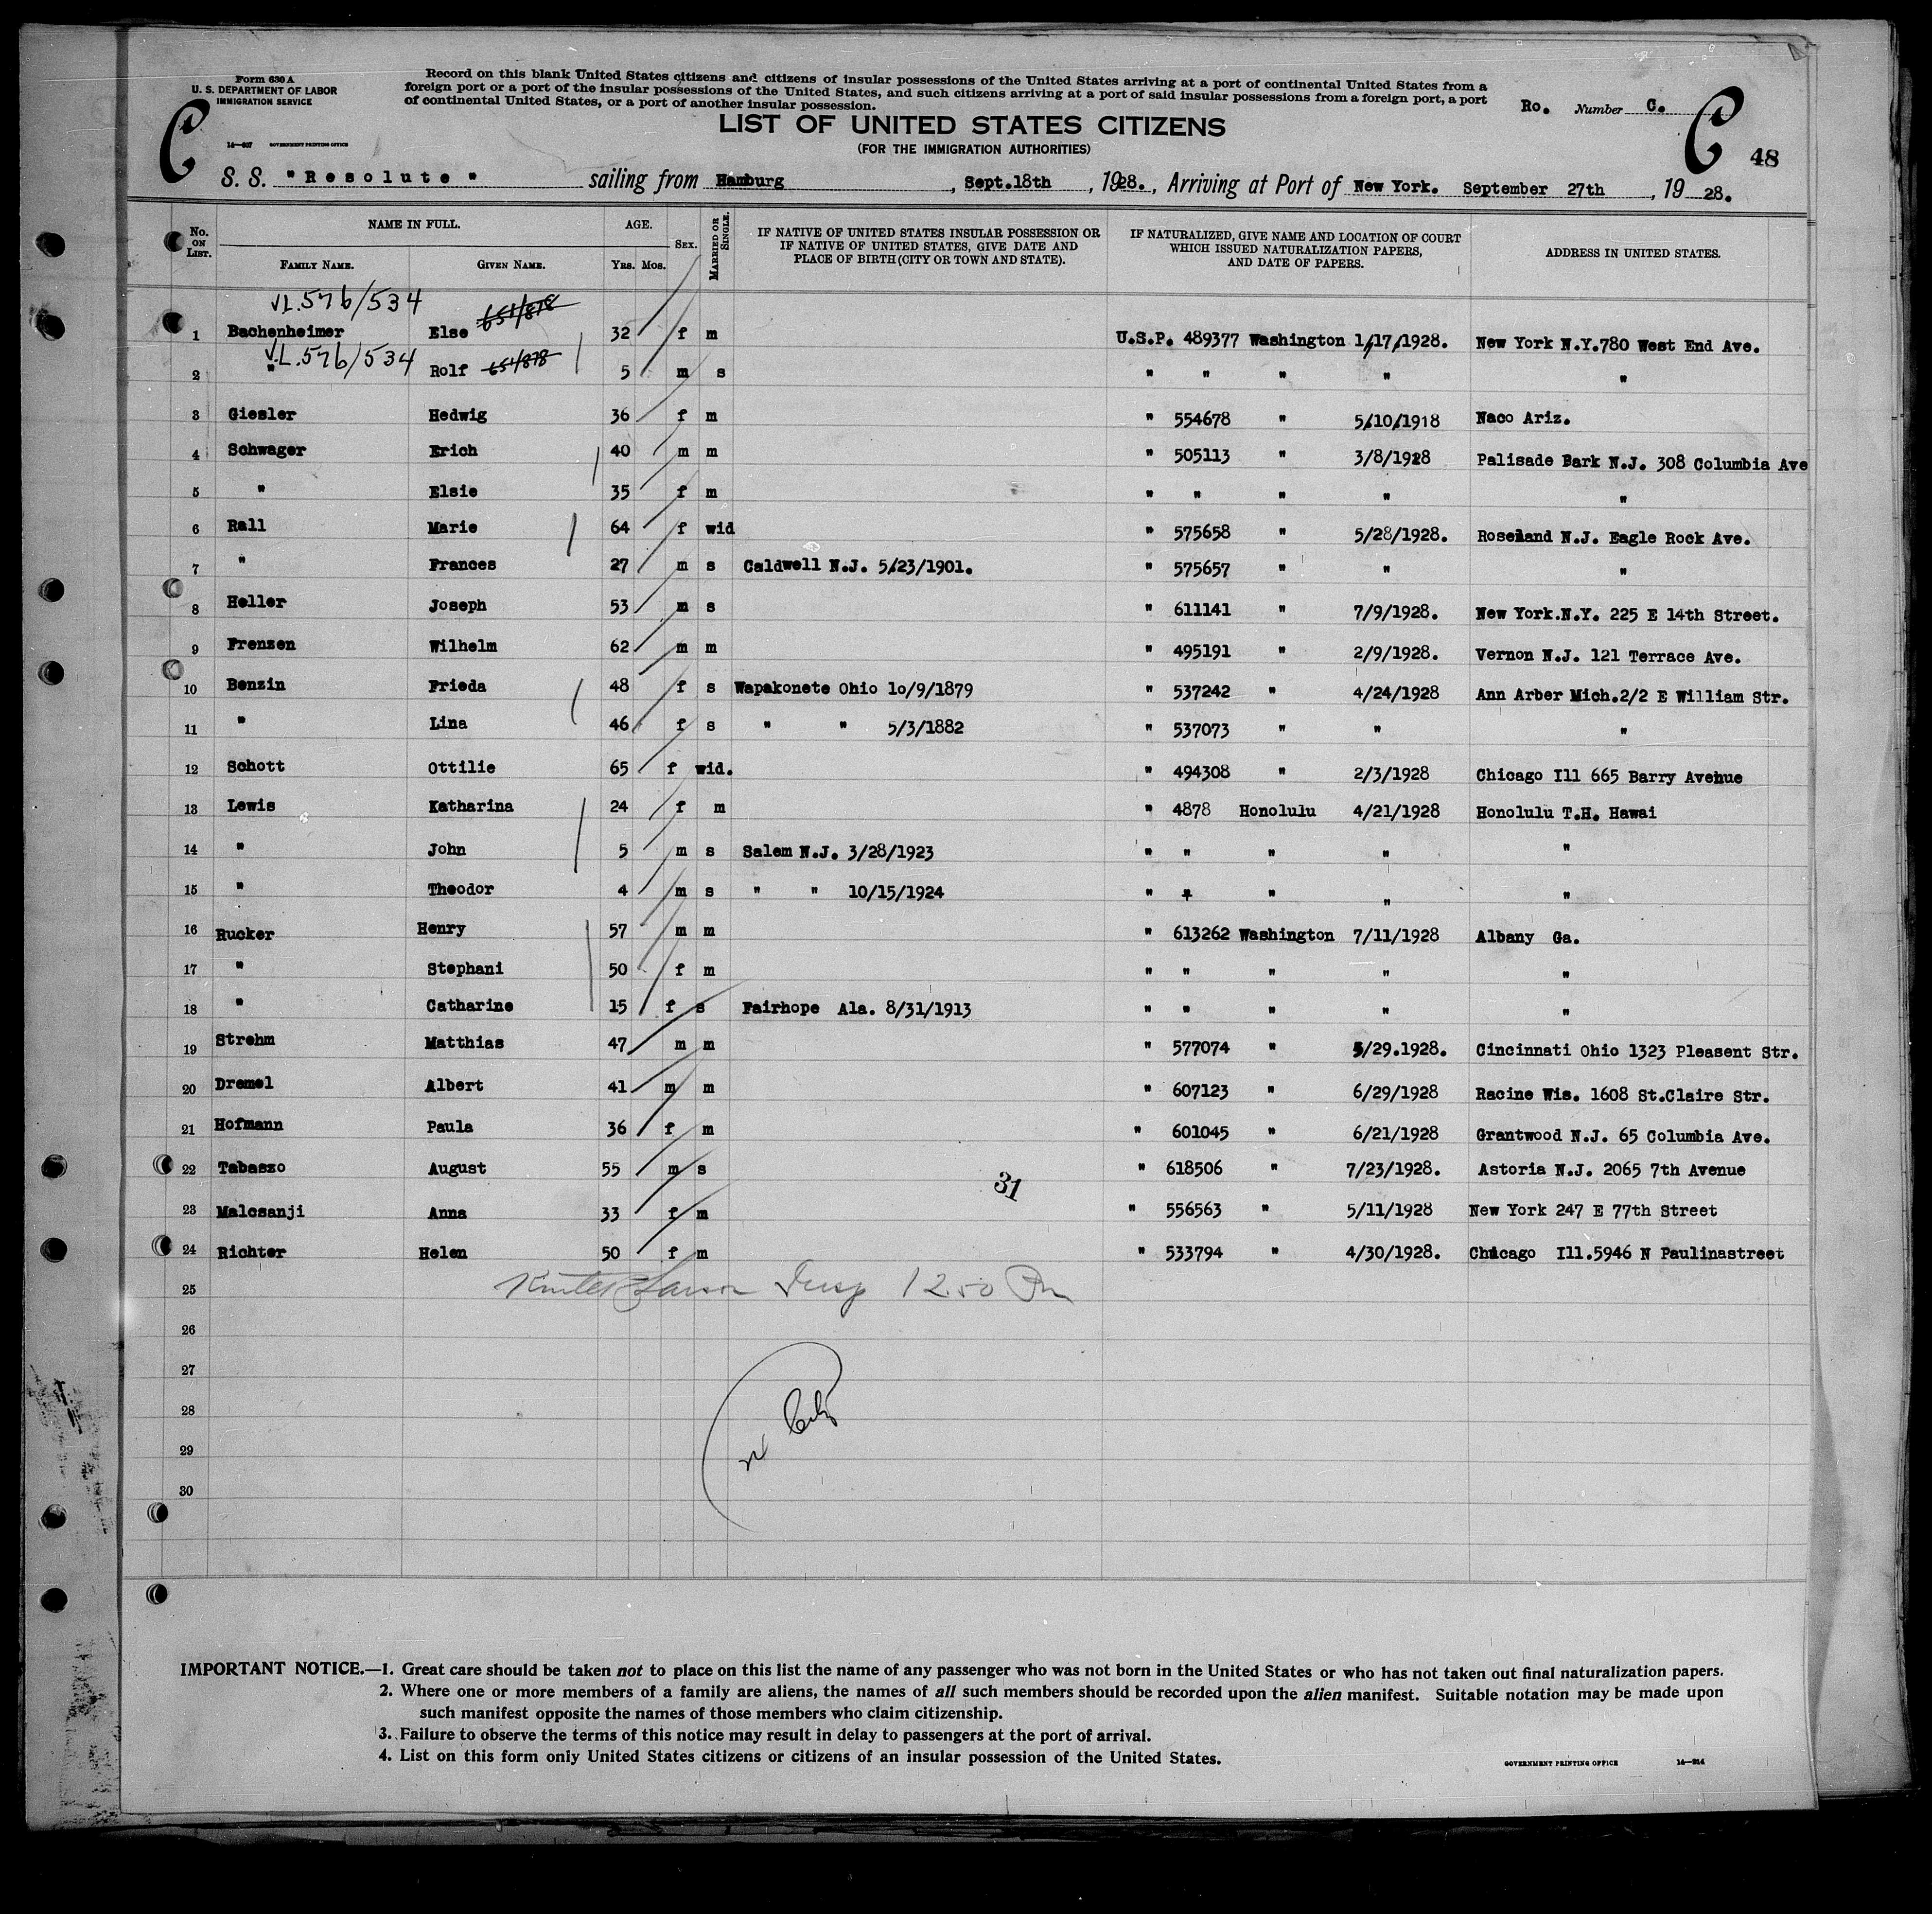 Form 630 A
U. S. DEPARTMENT OF LABOR
IMMIGRATION SERVICE
14—407 GOVERNMENT PRINTING OFFICE
Record on this blank United States citizens and citizens of insular possessions of the United States arriving at a port of continental United States from a
foreign port or a port of the insular possessions of the United States, and such citizens arriving at a port of said insular possessions from a foreign port, a port
of continental United States, or a port of another insular possession.
Ro. Number C.
C
C
48
LIST OF UNITED STATES CITIZENS
(FOR THE IMMIGRATION AUTHORITIES)
S. S. "Resolute" sailing from Hamburg, Sept.18th, 1928., Arriving at Port of New York. September 27th, 19 28.
No. ON LIST. NAME IN FULL. FAMILY NAME. GIVEN NAME. AGE. Yrs. Mos. SEX. MARRIED OR SINGLE. IF NATIVE OF UNITED STATES INSULAR POSSESSION OR IF NATIVE OF UNITED STATES, GIVE DATE AND PLACE OF BIRTH (CITY OR TOWN AND STATE). IF NATURALIZED, GIVE NAME AND LOCATION OF COURT WHICH ISSUED NATURALIZATION PAPERS, AND DATE OF PAPERS. ADDRESS IN UNITED STATES.
VL.576/534 651/878
1 Bachenheimer Else 32 f m U.S.P. 489377 Washington 1/17/1928. New York N.Y.780 West End Ave.
V.L.576/534
2 " Rolf 651/878 5 m s " " " " "
3 Giesler Hedwig 36 f m " 554678 " 5/10/1918 Naco Ariz.
4 Schwager Erich 40 m m " 505113 " 3/8/1928 Palisade Park N.J. 308 Columbia Ave
5 " Elsie 35 f m " " " " "
6 Rall Marie 64 f wid " 575658 " 5/28/1928. Roseland N.J. Eagle Rock Ave.
7 " Frances 27 m s Caldwell N.J. 5/23/1901. " 575657 " " "
8 Heller Joseph 53 m s " 611141 " 7/9/1928. New York.N.Y. 225 E 14th Street.
9 Frenzen Wilhelm 62 m m " 495191 " 2/9/1928. Vernon N.J. 121 Terrace Ave.
10 Benzin Frieda 48 f s Wapakonete Ohio 10/9/1879 " 537242 " 4/24/1928 Ann Arber Mich.2/2 E William Str.
11 " Lina 46 f s " " 5/3/1882 " 537073 " " "
12 Schott Ottilie 65 f wid. " 494308 " 2/3/1928 Chicago Ill 665 Barry Avenue
13 Lewis Katharina 24 f m " 4878 Honolulu 4/21/1928 Honolulu T.H. Hawai
14 " John 5 m s Salem N.J. 3/28/1923 " " " " "
15 " Theodor 4 m s " " 10/15/1924 " " " " "
16 Rucker Henry 57 m m " 613262 Washington 7/11/1928 Albany Ga.
17 " Stephani 50 f m " " " " "
18 " Catharine 15 f s Fairhope Ala. 8/31/1913 " " " " "
19 Strehm Matthias 47 m m " 577074 " 5/29.1928. Cincinnati Ohio 1323 Pleasent Str.
20 Dremel Albert 41 m m " 607123 " 6/29/1928 Racine Wis. 1608 St.Claire Str.
21 Hofmann Paula 36 f m " 601045 " 6/21/1928 Grantwood N.J. 65 Columbia Ave.
22 Tabaszo August 55 m s " 618506 " 7/23/1928. Astoria N.J. 2065 7th Avenue
31
23 Malcsanji Anna 33 f m " 556563 " 5/11/1928 New York 247 E 77th Street
24 Richter Helen 50 f m " 533794 " 4/30/1928. Chicago Ill.5946 N Paulinastreet
25 Insp 12.50 Pm
26
27
28
29
30
IMPORTANT NOTICE.—1. Great care should be taken not to place on this list the name of any passenger who was not born in the United States or who has not taken out final naturalization papers.
2. Where one or more members of a family are aliens, the names of all such members should be recorded upon the alien manifest. Suitable notation may be made upon
such manifest opposite the names of those members who claim citizenship.
3. Failure to observe the terms of this notice may result in delay to passengers at the port of arrival.
4. List on this form only United States citizens or citizens of an insular possession of the United States.
GOVERNMENT PRINTING OFFICE 14—214